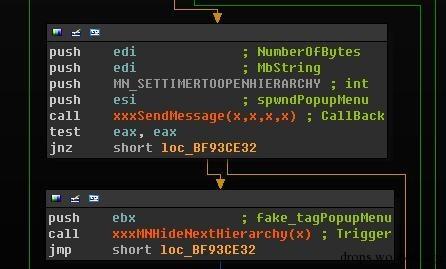 push edi ; NumberOfBytes
push edi ; MbString
push MN_SETTIMERTOOPENHIERARCHY ; int
push esi ; spwndPopupMenu
call xxxSendMessage(x,x,x,x) ; CallBack
test eax, eax
jnz short loc_BF93CE32
push ebx ; fake_tagPopupMenu
call xxxMNHideNextHierarchy(x) ; Trigger
jmp short loc_BF93CE32
drops.wo